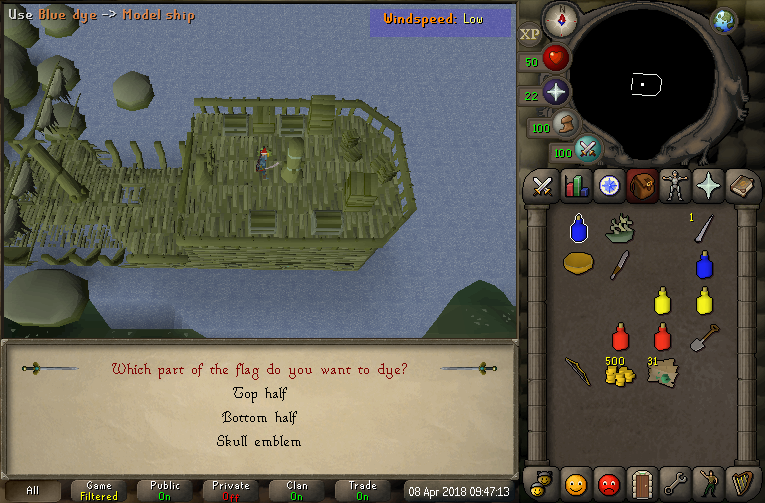 Use Blue dye -> Model ship
Windspeed: Low
N
XP
50
22
100
100
1
500
31
Which part of the flag do you want to dye?
Top half
Bottom half
Skull emblem
All
Game
Filtered
Public
On
Private
Off
Clan
On
Trade
On
08 Apr 2018 09:47:13